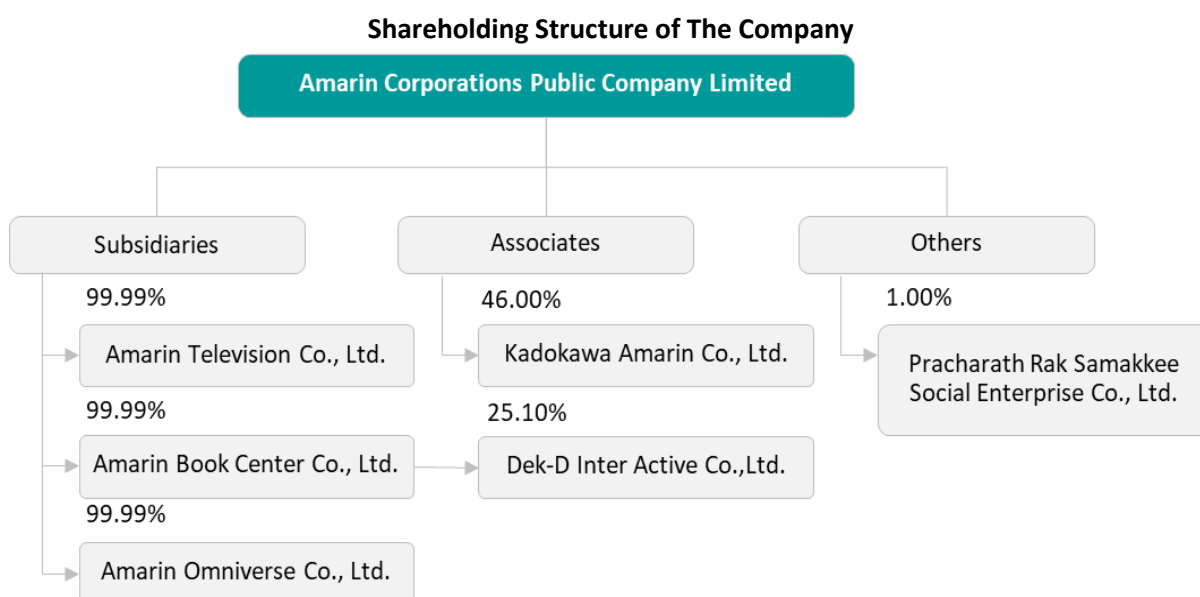 Shareholding Structure of The Company
Amarin Corporations Public Company Limited
Subsidiaries
Associates
Others
99.99%
46.00%
1.00%
Amarin Television Co., Ltd.
Kadokawa Amarin Co., Ltd.
Pracharath Rak Samakkee
Social Enterprise Co., Ltd.
99.99%
25.10%
Amarin Book Center Co., Ltd.
Dek-D Inter Active Co.,Ltd.
99.99%
Amarin Omniverse Co., Ltd.